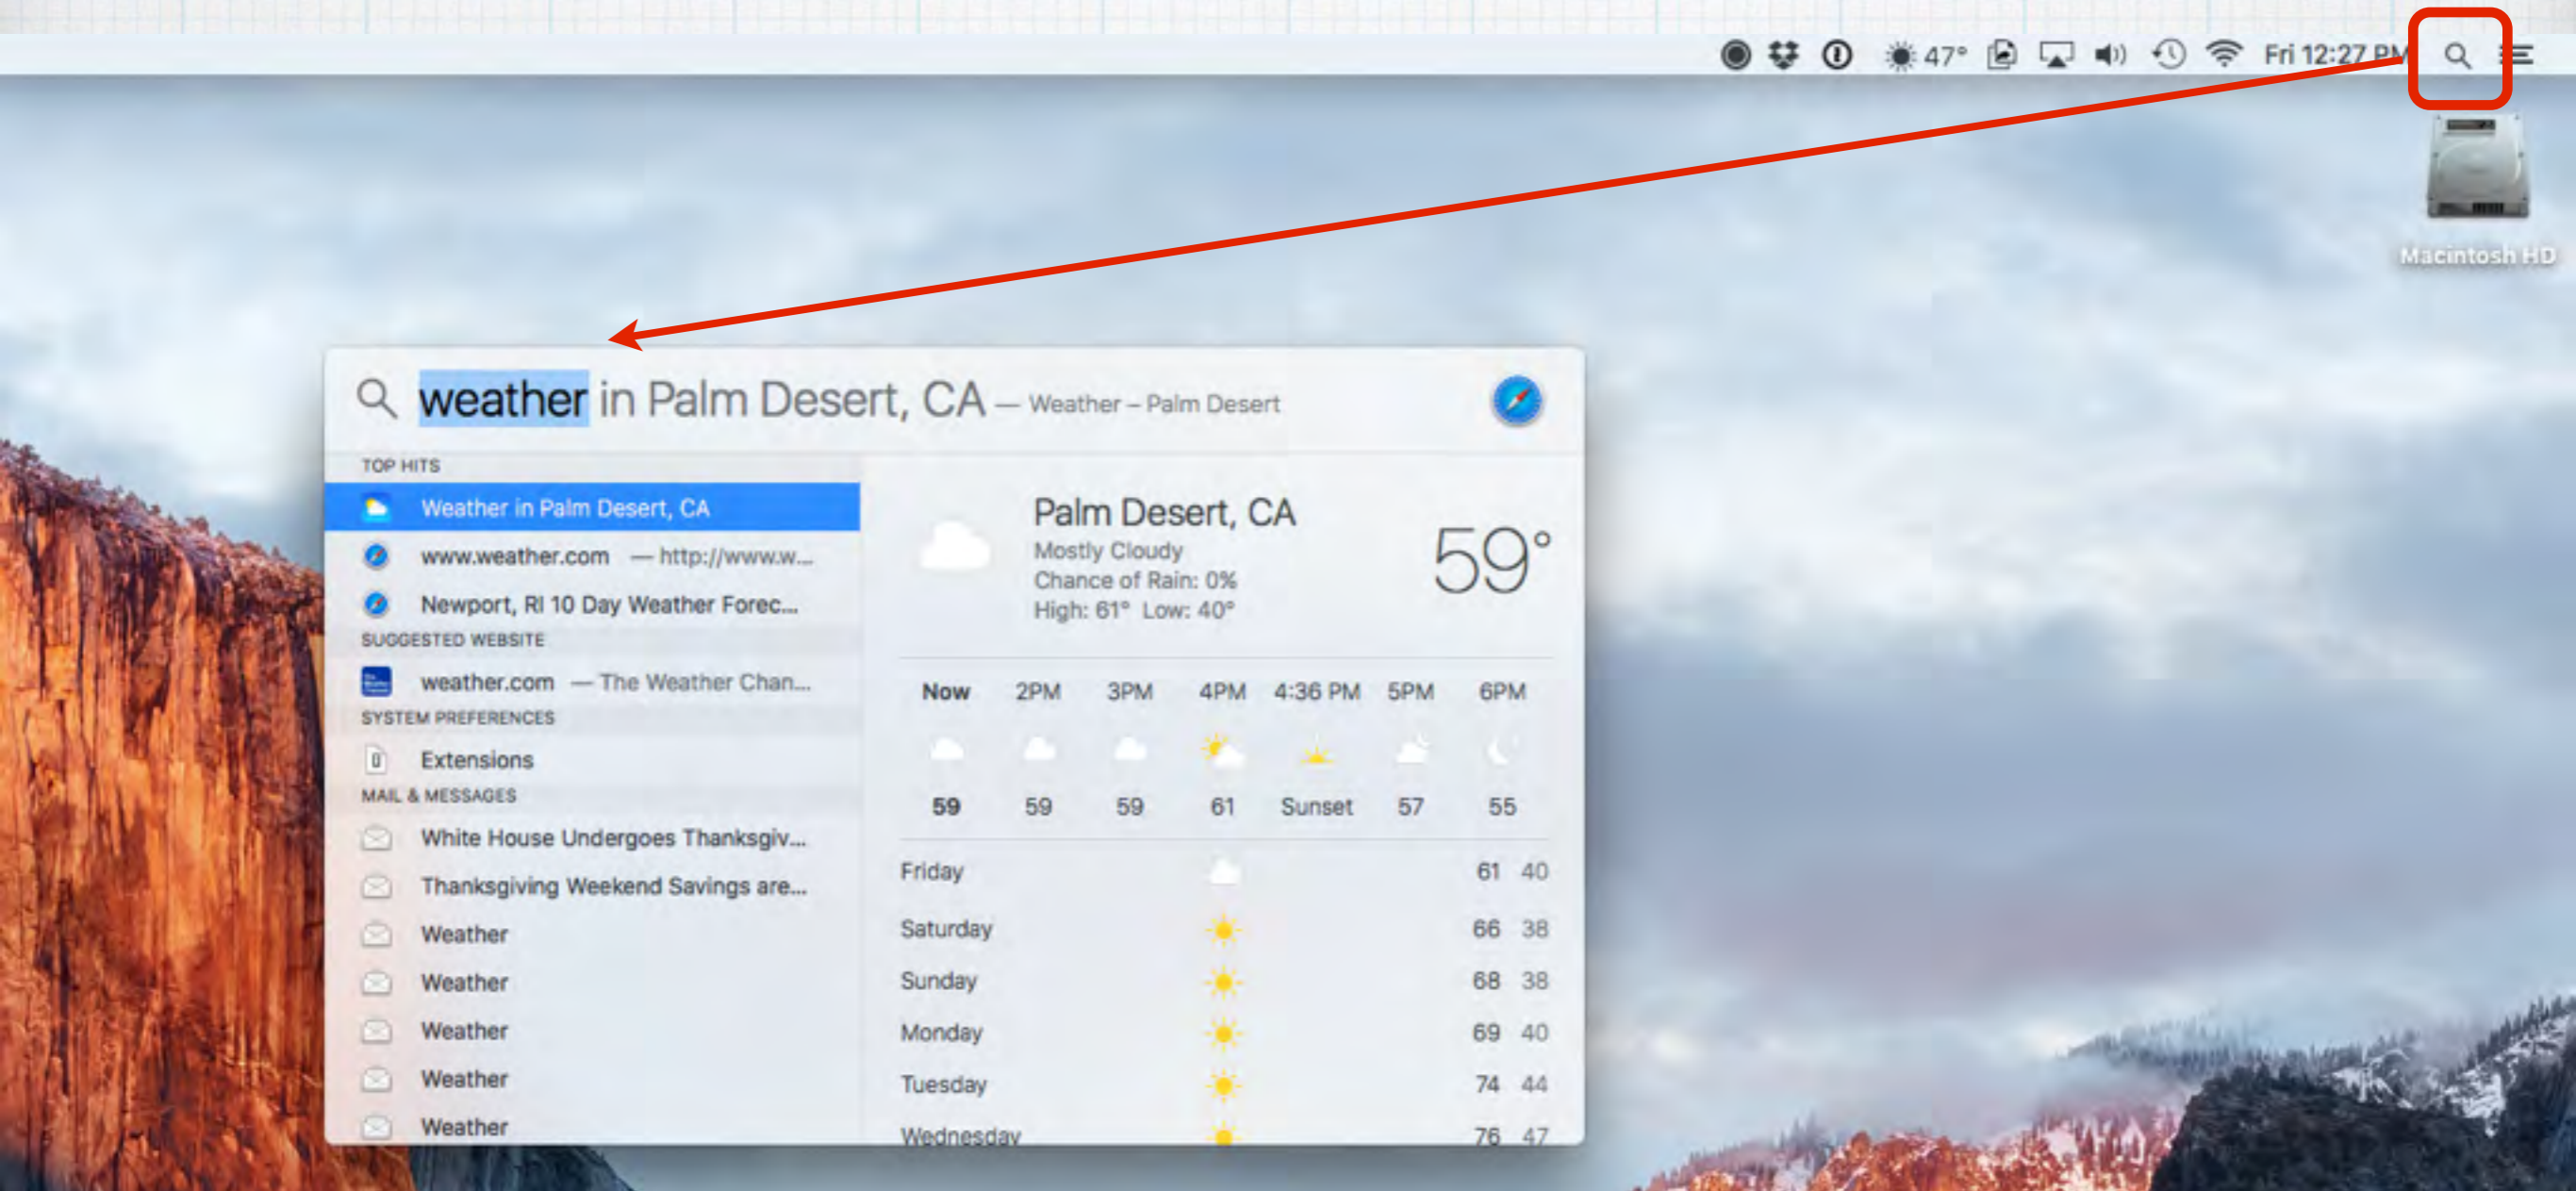 47° Fri 12:27 PM
Macintosh HD
weather in Palm Desert, CA — Weather – Palm Desert
TOP HITS
Weather in Palm Desert, CA
www.weather.com — http://www.w...
Newport, RI 10 Day Weather Forec...
SUGGESTED WEBSITE
weather.com — The Weather Chan...
SYSTEM PREFERENCES
Extensions
MAIL & MESSAGES
White House Undergoes Thanksgiv...
Thanksgiving Weekend Savings are...
Weather
Weather
Weather
Weather
Weather
Palm Desert, CA
Mostly Cloudy
Chance of Rain: 0%
High: 61° Low: 40°
59°
Now 2PM 3PM 4PM 4:36 PM 5PM 6PM
59 59 59 61 Sunset 57 55
Friday 61 40
Saturday 66 38
Sunday 68 38
Monday 69 40
Tuesday 74 44
Wednesday 76 47